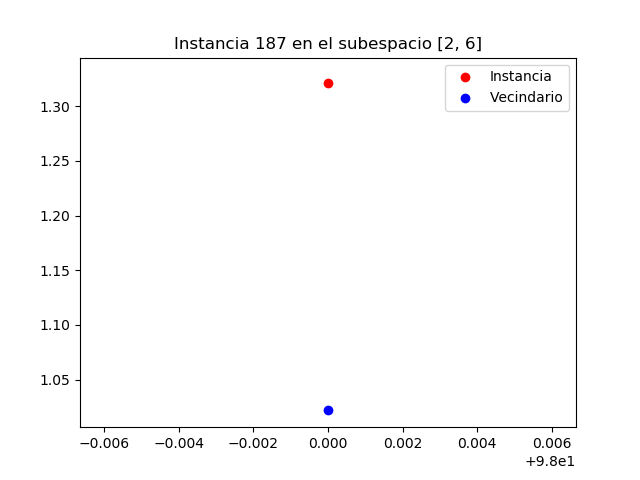 Instancia 187 en el subespacio [2, 6]
Instancia
Vecindario
1.30
1.25
1.20
1.15
1.10
1.05
−0.006 −0.004 −0.002 0.000 0.002 0.004 0.006
+9.8e1